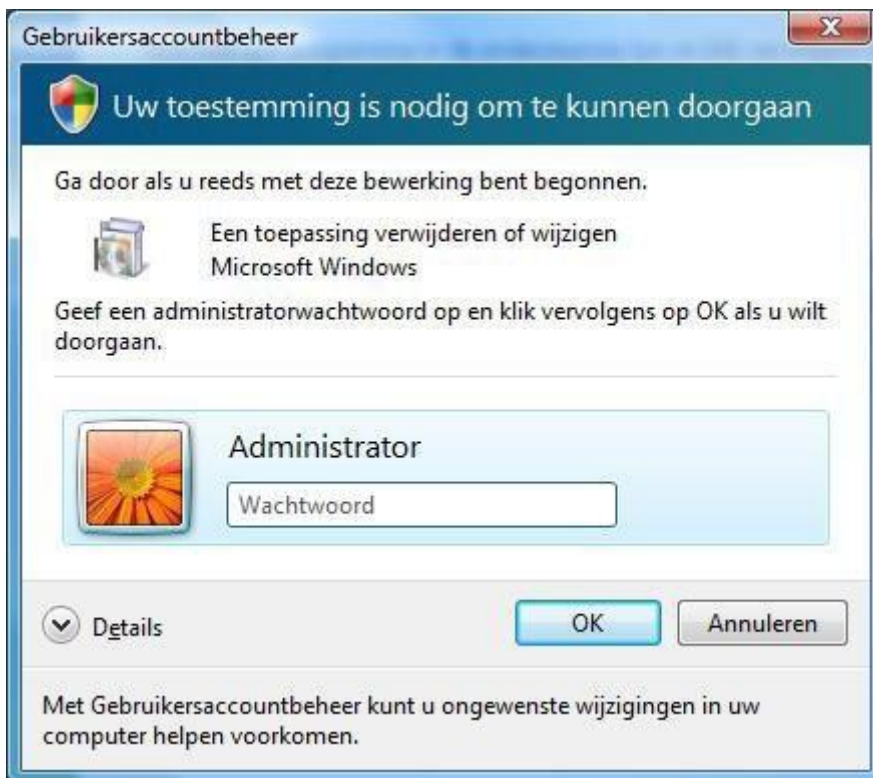 Gebruikersaccountbeheer
Uw toestemming is nodig om te kunnen doorgaan
Ga door als u reeds met deze bewerking bent begonnen.
Een toepassing verwijderen of wijzigen
Microsoft Windows
Geef een administratorwachtwoord op en klik vervolgens op OK als u wilt
doorgaan.
Administrator
Wachtwoord
Details
OK
Annuleren
Met Gebruikersaccountbeheer kunt u ongewenste wijzigingen in uw
computer helpen voorkomen.